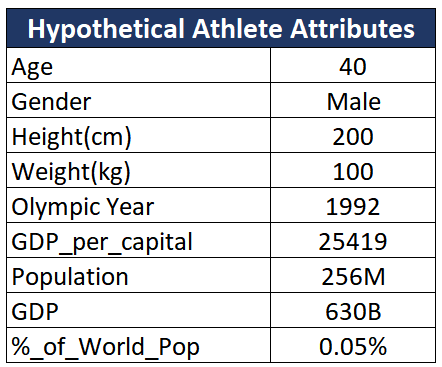 Hypothetical Athlete Attributes
Age 40
Gender Male
Height(cm) 200
Weight(kg) 100
Olympic Year 1992
GDP_per_capital 25419
Population 256M
GDP 630B
%_of_World_Pop 0.05%